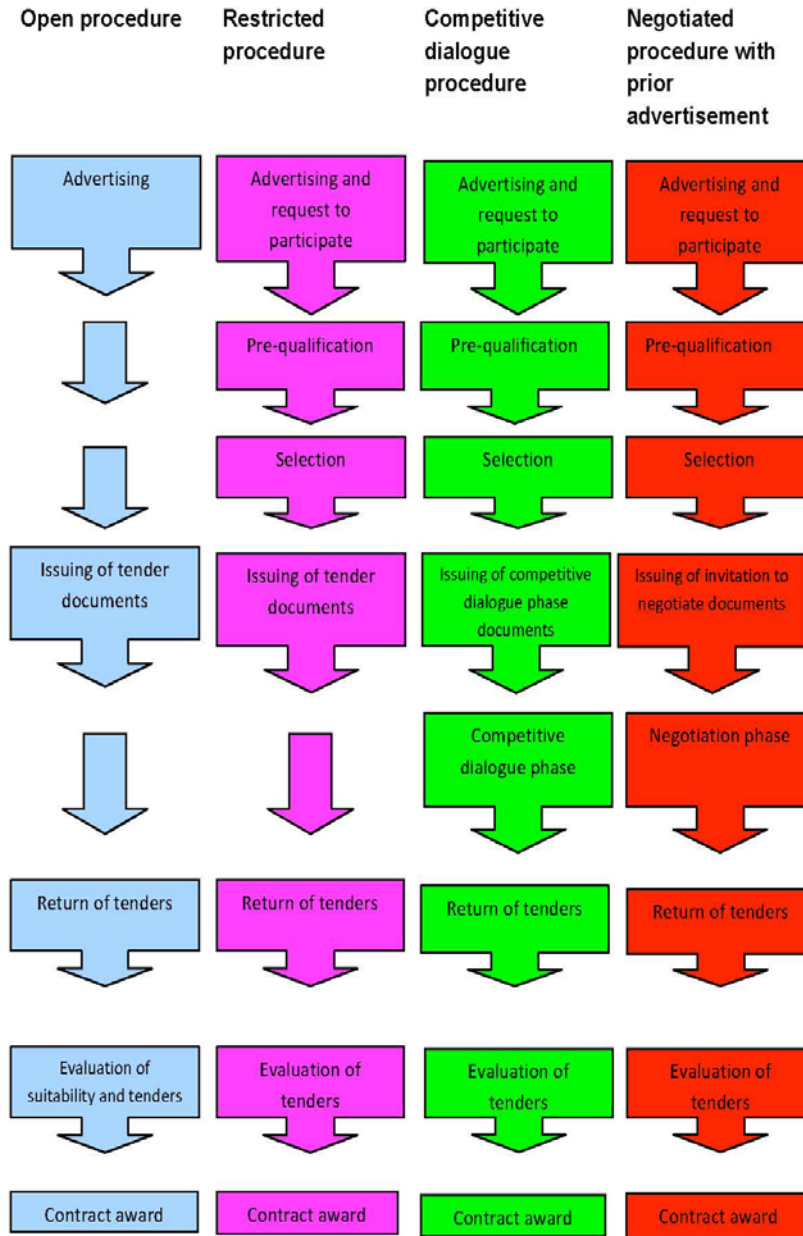 Open procedure
Restricted
procedure
Competitive
dialogue
procedure
Negotiated
procedure with
prior
advertisement
Advertising
Advertising and
request to
participate
Advertising and
request to
participate
Advertising and
request to
participate
Pre-qualification
Pre-qualification
Pre-qualification
Selection
Selection
Selection
Issuing of tender
documents
Issuing of tender
documents
Issuing of competitive
dialogue phase
documents
Issuing of invitation to
negotiate documents
Competitive
dialogue phase
Negotiation phase
Return of tenders
Return of tenders
Return of tenders
Return of tenders
Evaluation of
suitability and tenders
Evaluation of
tenders
Evaluation of
tenders
Evaluation of
tenders
Contract award
Contract award
Contract award
Contract award